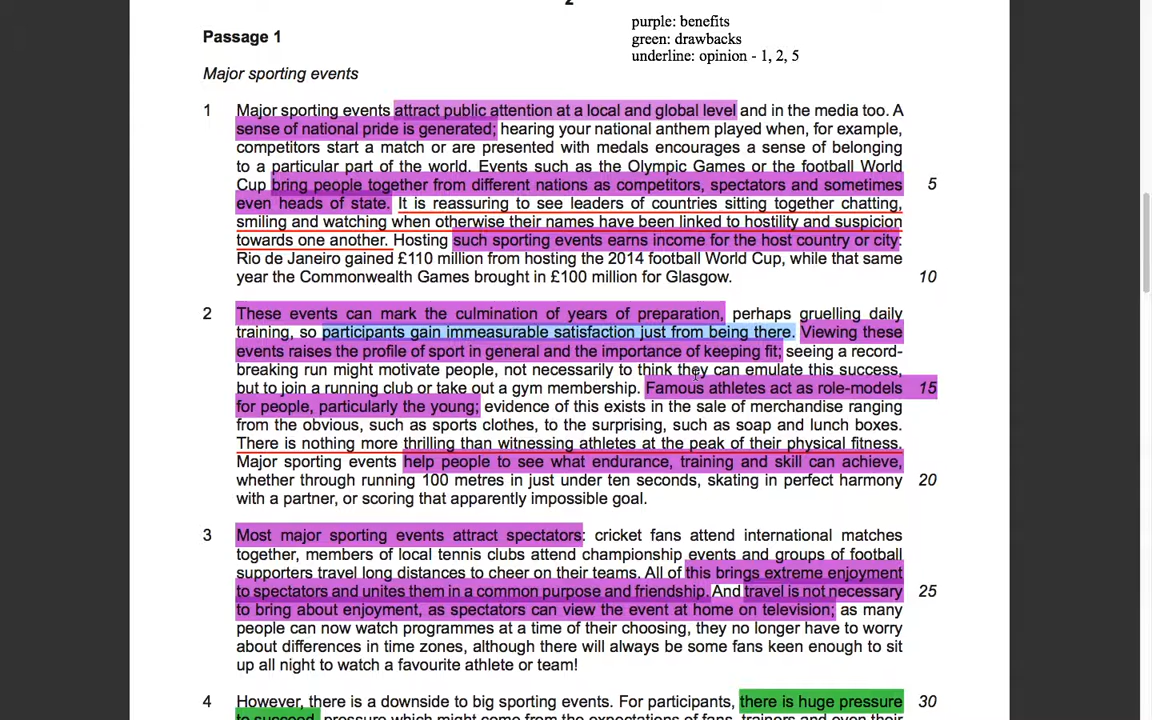 2
purple: benefits
green: drawbacks
underline: opinion - 1, 2, 5
Passage 1
Major sporting events
1 Major sporting events attract public attention at a local and global level and in the media too. A
sense of national pride is generated; hearing your national anthem played when, for example,
competitors start a match or are presented with medals encourages a sense of belonging
to a particular part of the world. Events such as the Olympic Games or the football World
Cup bring people together from different nations as competitors, spectators and sometimes 5
even heads of state. It is reassuring to see leaders of countries sitting together chatting,
smiling and watching when otherwise their names have been linked to hostility and suspicion
towards one another. Hosting such sporting events earns income for the host country or city:
Rio de Janeiro gained £110 million from hosting the 2014 football World Cup, while that same
year the Commonwealth Games brought in £100 million for Glasgow. 10
2 These events can mark the culmination of years of preparation, perhaps gruelling daily
training, so participants gain immeasurable satisfaction just from being there. Viewing these
events raises the profile of sport in general and the importance of keeping fit; seeing a record-
breaking run might motivate people, not necessarily to think they can emulate this success,
but to join a running club or take out a gym membership. Famous athletes act as role-models 15
for people, particularly the young; evidence of this exists in the sale of merchandise ranging
from the obvious, such as sports clothes, to the surprising, such as soap and lunch boxes.
There is nothing more thrilling than witnessing athletes at the peak of their physical fitness.
Major sporting events help people to see what endurance, training and skill can achieve,
whether through running 100 metres in just under ten seconds, skating in perfect harmony 20
with a partner, or scoring that apparently impossible goal.
3 Most major sporting events attract spectators: cricket fans attend international matches
together, members of local tennis clubs attend championship events and groups of football
supporters travel long distances to cheer on their teams. All of this brings extreme enjoyment
to spectators and unites them in a common purpose and friendship. And travel is not necessary 25
to bring about enjoyment, as spectators can view the event at home on television; as many
people can now watch programmes at a time of their choosing, they no longer have to worry
about differences in time zones, although there will always be some fans keen enough to sit
up all night to watch a favourite athlete or team!
4 However, there is a downside to big sporting events. For participants, there is huge pressure 30
to succeed, pressure which might come from the expectations of fans, trainers and even their